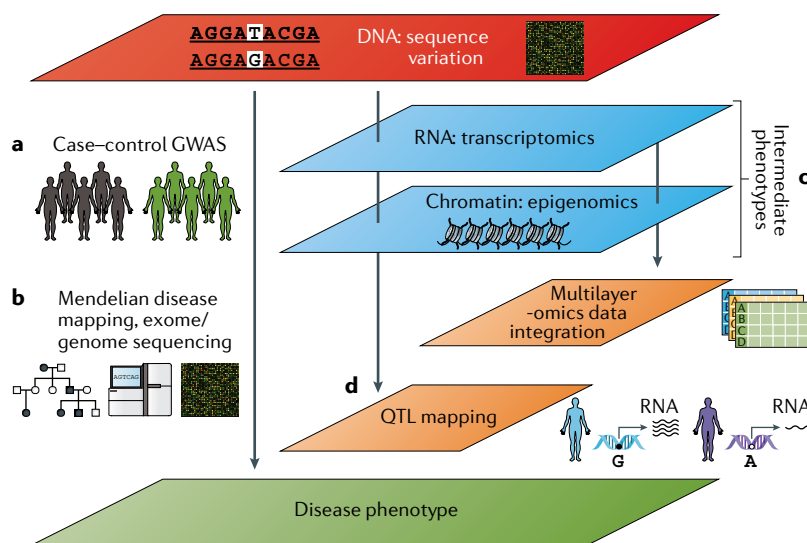 AGGATACGA
AGGAGACGA
DNA: sequence
variation
a
Case–control GWAS
RNA: transcriptomics
Chromatin: epigenomics
Intermediate
phenotypes
c
b
Mendelian disease
mapping, exome/
genome sequencing
AGTCAG
Multilayer
-omics data
integration
A
B
C
D
A
B
C
D
A
B
C
D
d
QTL mapping
RNA
G
RNA
A
Disease phenotype